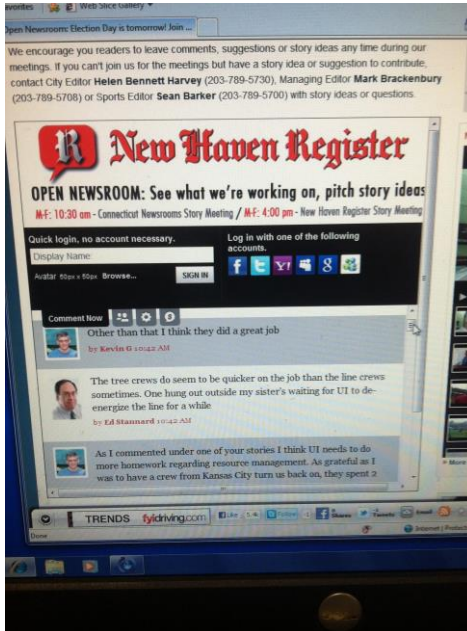 avorites
Web Slice Gallery
Open Newsroom: Election Day is tomorrow! Join ...
We encourage you readers to leave comments, suggestions or story ideas any time during our
meetings. If you can't join us for the meetings but have a story idea or suggestion to contribute,
contact City Editor Helen Bennett Harvey (203-789-5730), Managing Editor Mark Brackenbury
(203-789-5708) or Sports Editor Sean Barker (203-789-5700) with story ideas or questions.
R New Haven Register
OPEN NEWSROOM: See what we're working on, pitch story ideas
M-F: 10:30 am - Connecticut Newsrooms Story Meeting / M-F: 4:00 pm - New Haven Register Story Meeting
Quick login, no account necessary.
Log in with one of the following
accounts.
Display Name:
Avatar 60px x 60px Browse...
SIGN IN
Comment Now
Other than that I think they did a great job
by Kevin G 10:42 AM
The tree crews do seem to be quicker on the job than the line crews
sometimes. One hung out outside my sister's waiting for UI to de-
energize the line for a while
by Ed Stannard 10:42 AM
As I commented under one of your stories I think UI needs to do
more homework regarding resource management. As grateful as I
was to have a crew from Kansas City turn us back on, they spent 2
More
TRENDS fyidriving.com Like Follow Shares Tweets Email
Done
Internet | Protec